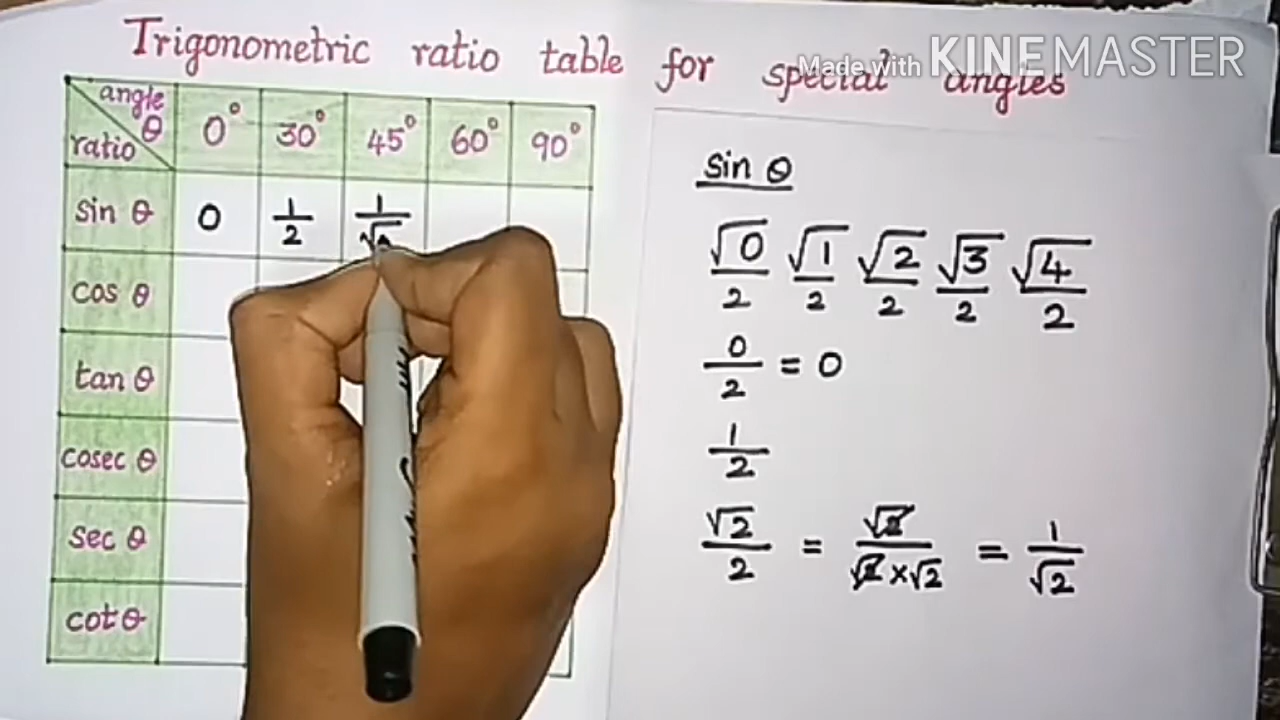 Trigonometric ratio table for special angles
Made with KINEMASTER
angle θ
ratio
0° 30° 45° 60° 90°
sin θ 0 1/2 1/√
cos θ
tan θ
cosec θ
sec θ
cot θ
sin θ
√0/2 √1/2 √2/2 √3/2 √4/2
0/2 = 0
1/2
√2/2 = √2/√2×√2 = 1/√2